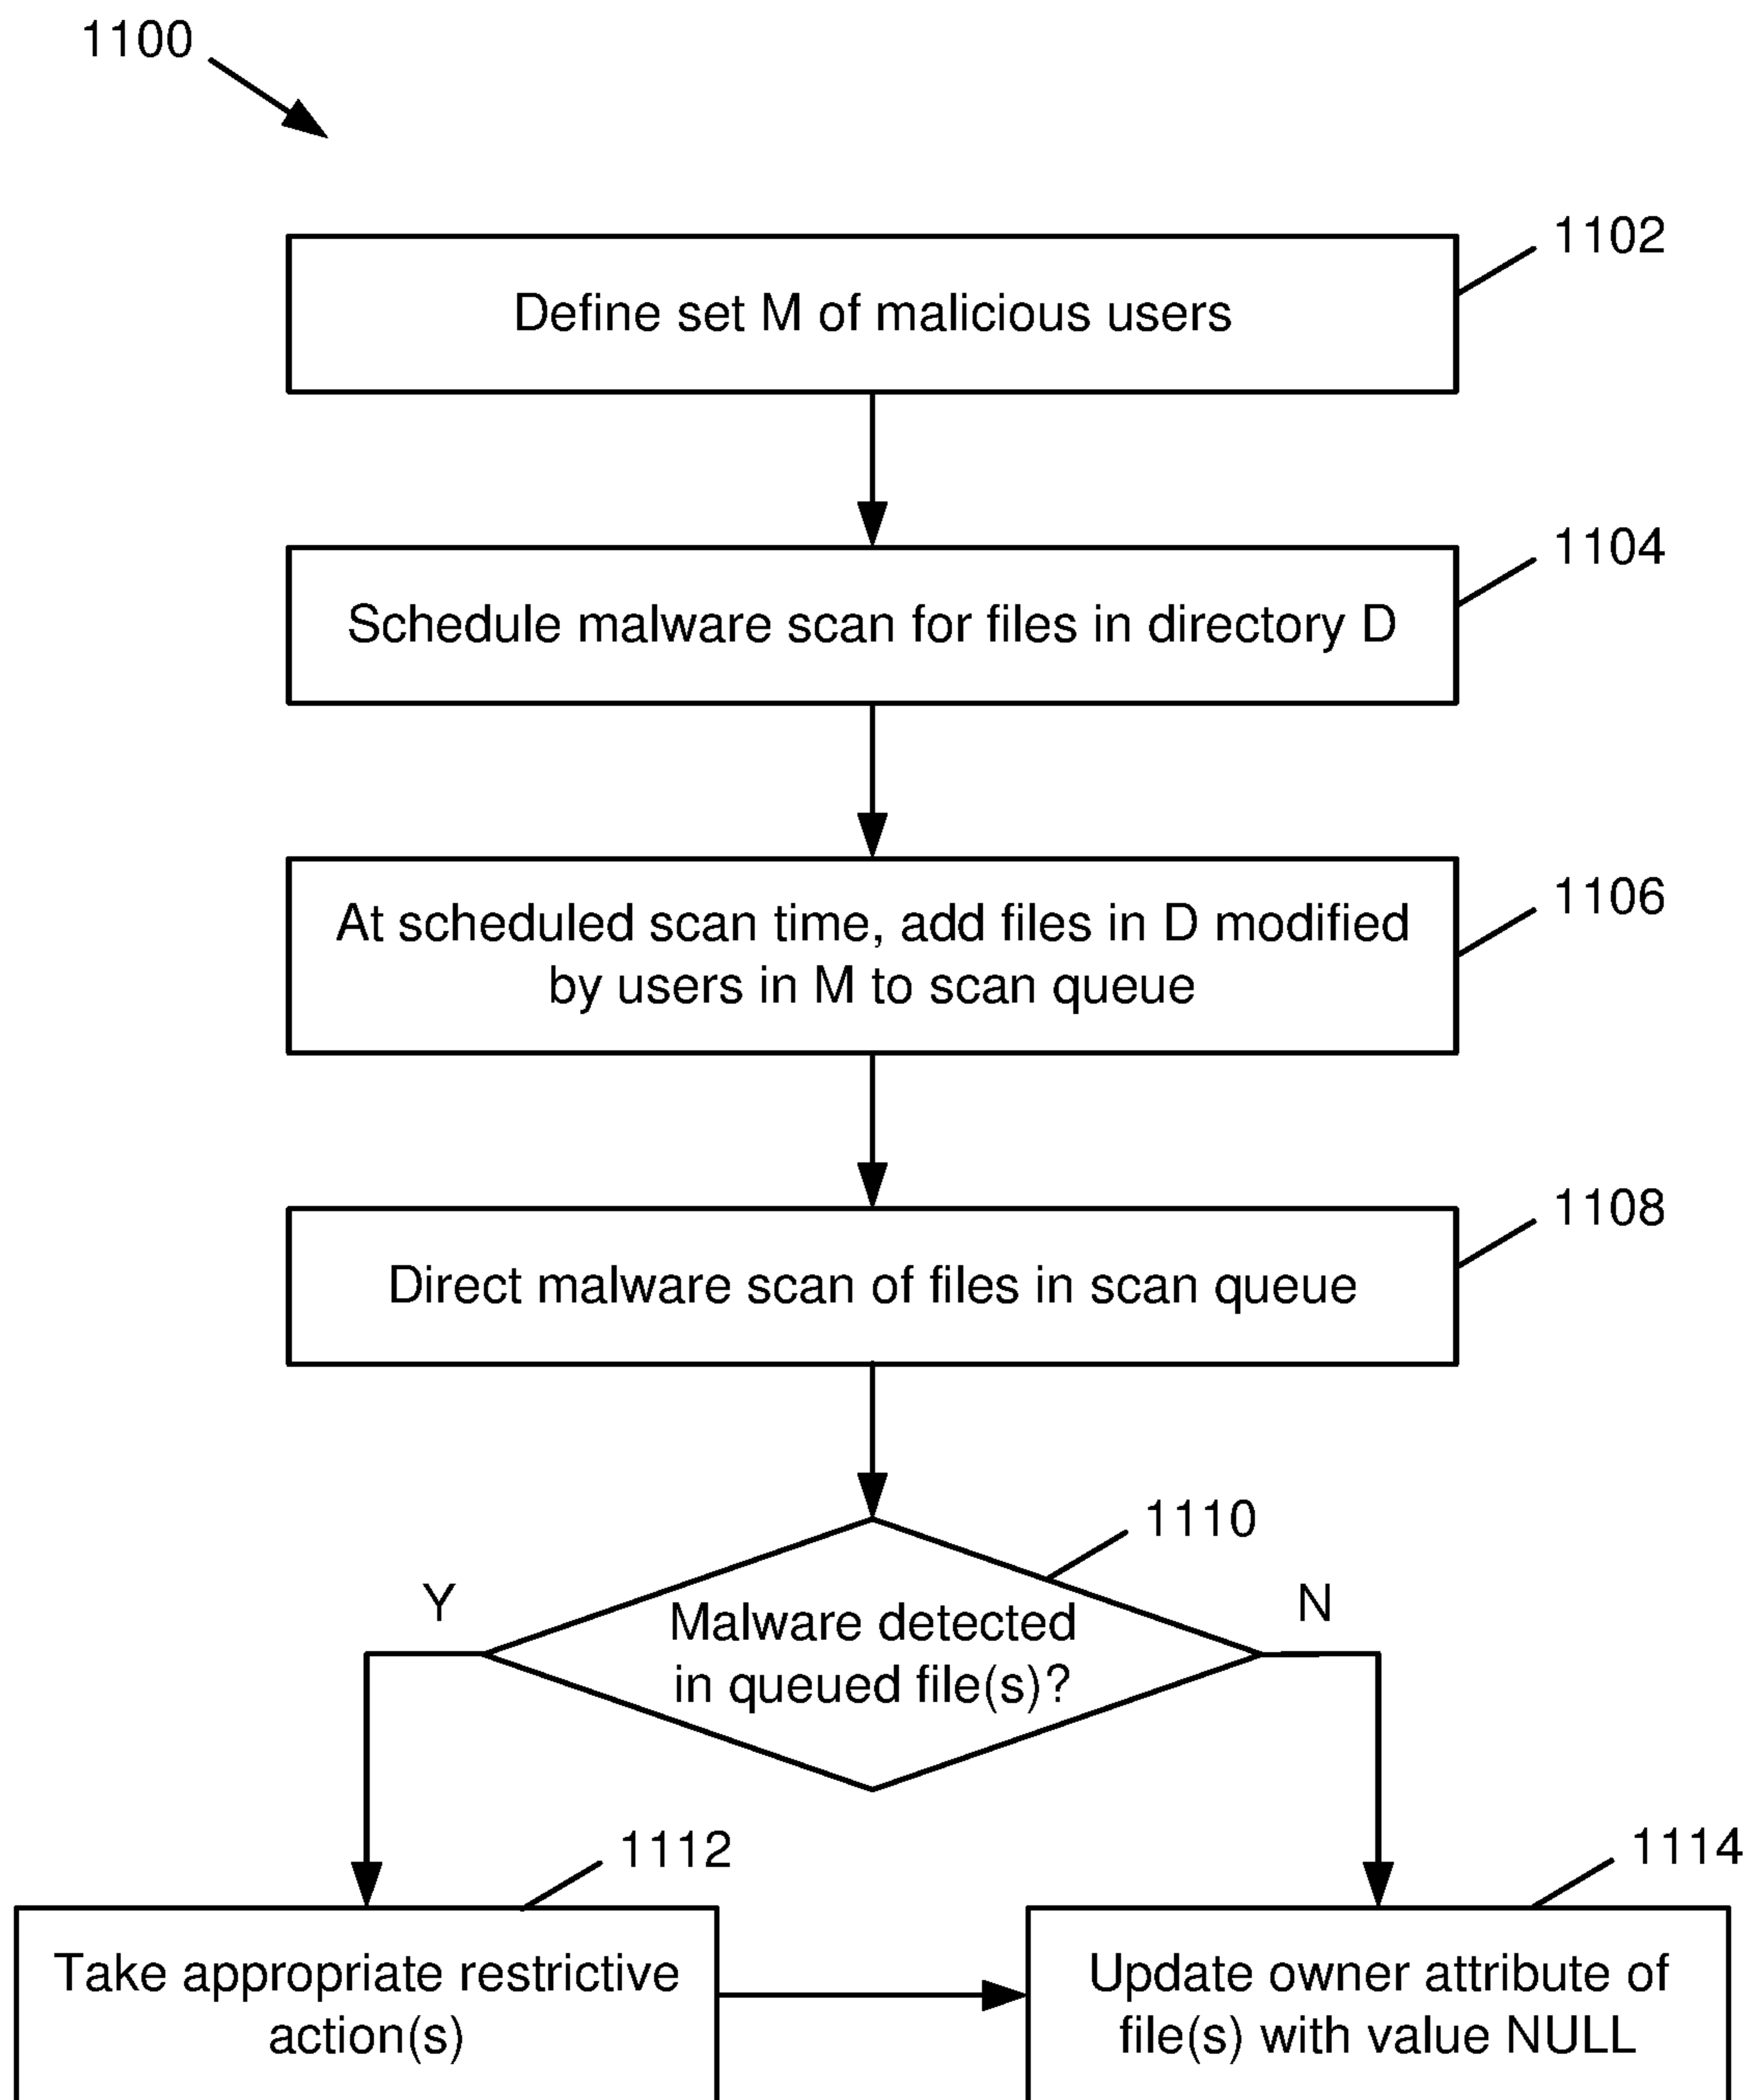 1100
1102
Define set M of malicious users
1104
Schedule malware scan for files in directory D
1106
At scheduled scan time, add files in D modified
by users in M to scan queue
1108
Direct malware scan of files in scan queue
1110
Y
N
Malware detected
in queued file(s)?
1112
1114
Take appropriate restrictive
action(s)
Update owner attribute of
file(s) with value NULL